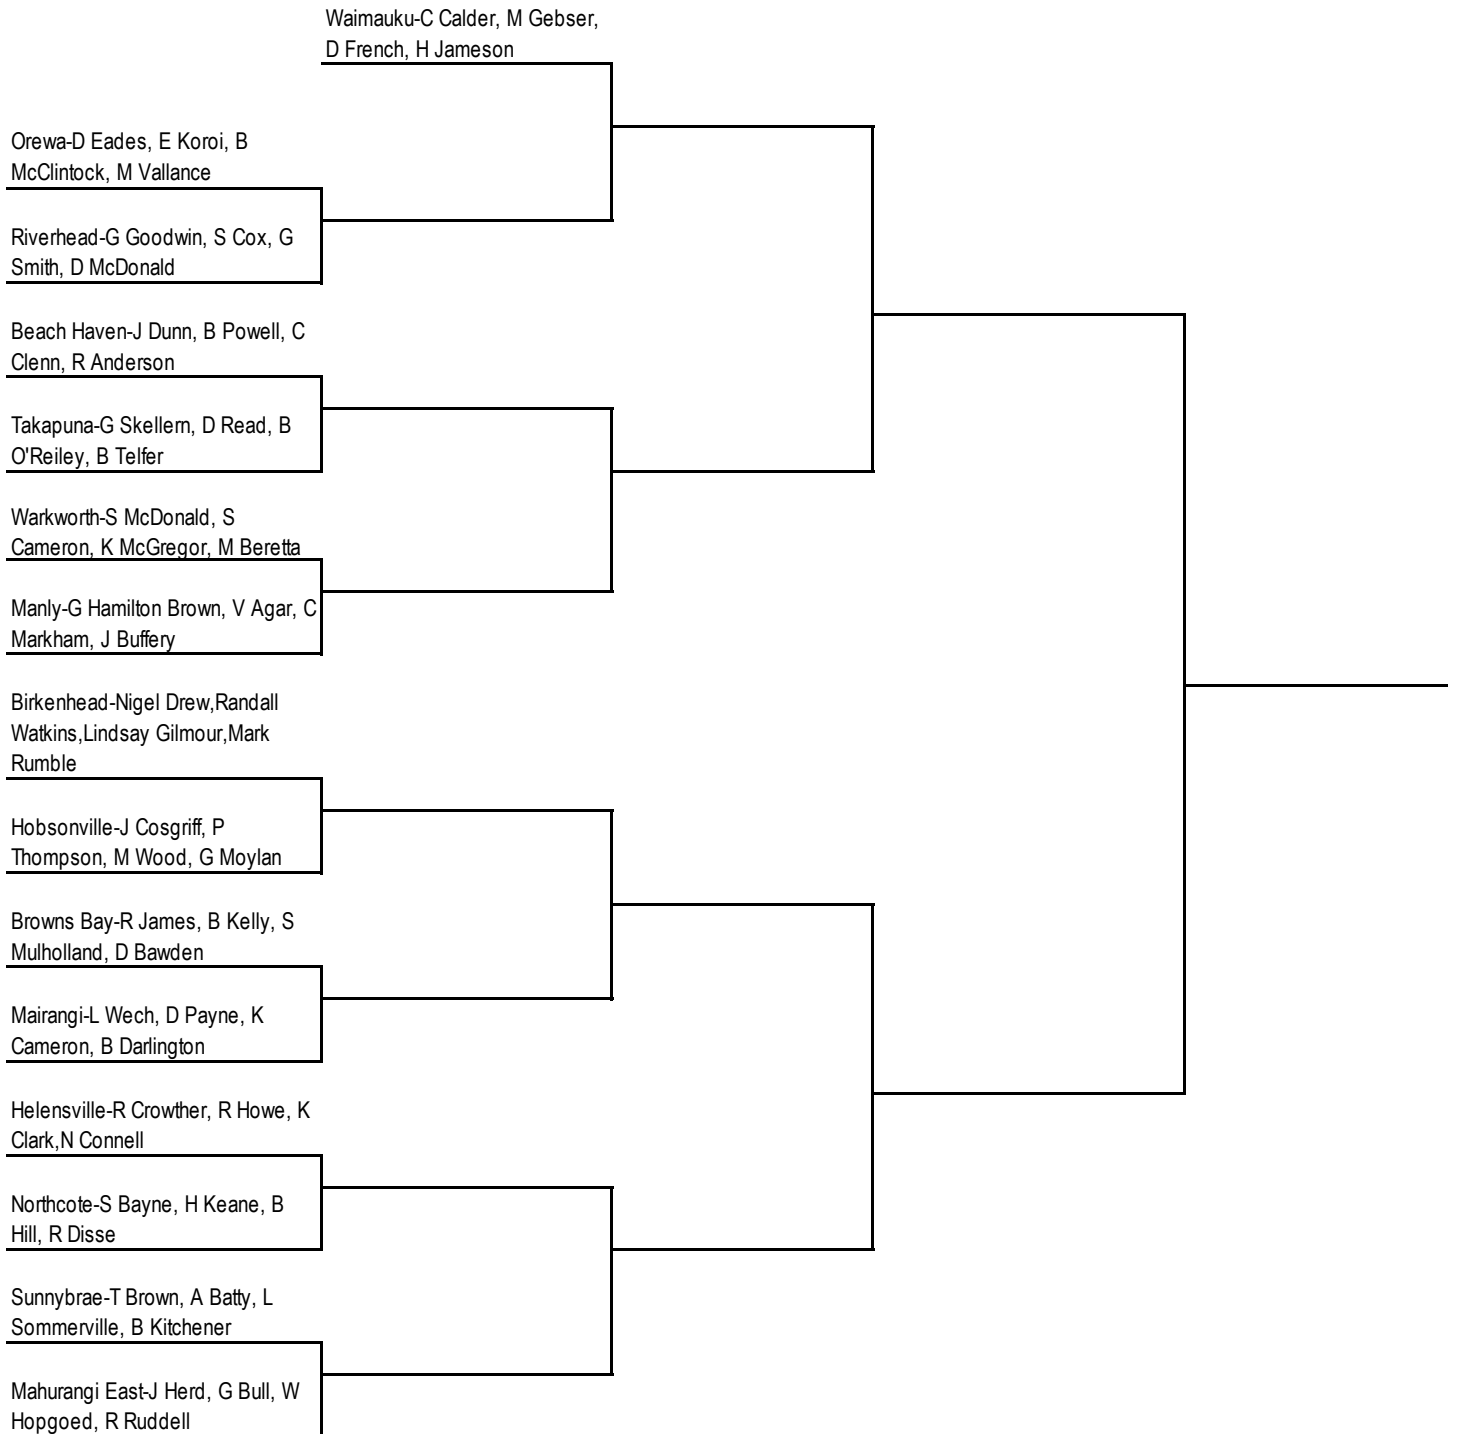 Waimauku-C Calder, M Gebser,
D French, H Jameson
Orewa-D Eades, E Koroi, B
McClintock, M Vallance
Riverhead-G Goodwin, S Cox, G
Smith, D McDonald
Beach Haven-J Dunn, B Powell, C
Clenn, R Anderson
Takapuna-G Skellern, D Read, B
O'Reiley, B Telfer
Warkworth-S McDonald, S
Cameron, K McGregor, M Beretta
Manly-G Hamilton Brown, V Agar, C
Markham, J Buffery
Birkenhead-Nigel Drew,Randall
Watkins,Lindsay Gilmour,Mark
Rumble
Hobsonville-J Cosgriff, P
Thompson, M Wood, G Moylan
Browns Bay-R James, B Kelly, S
Mulholland, D Bawden
Mairangi-L Wech, D Payne, K
Cameron, B Darlington
Helensville-R Crowther, R Howe, K
Clark,N Connell
Northcote-S Bayne, H Keane, B
Hill, R Disse
Sunnybrae-T Brown, A Batty, L
Sommerville, B Kitchener
Mahurangi East-J Herd, G Bull, W
Hopgoed, R Ruddell